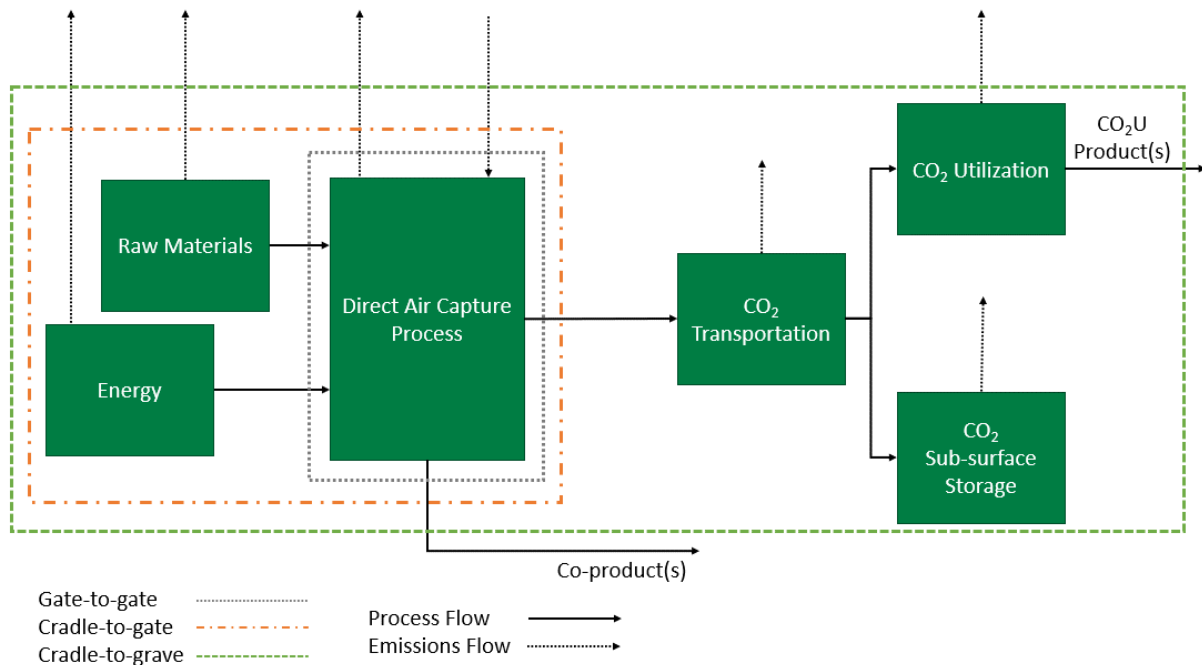 CO₂U
Product(s)
CO₂ Utilization
Raw Materials
Direct Air Capture
Process
CO₂
Transportation
Energy
CO₂
Sub-surface
Storage
Co-product(s)
Gate-to-gate
Cradle-to-gate
Cradle-to-grave
Process Flow
Emissions Flow